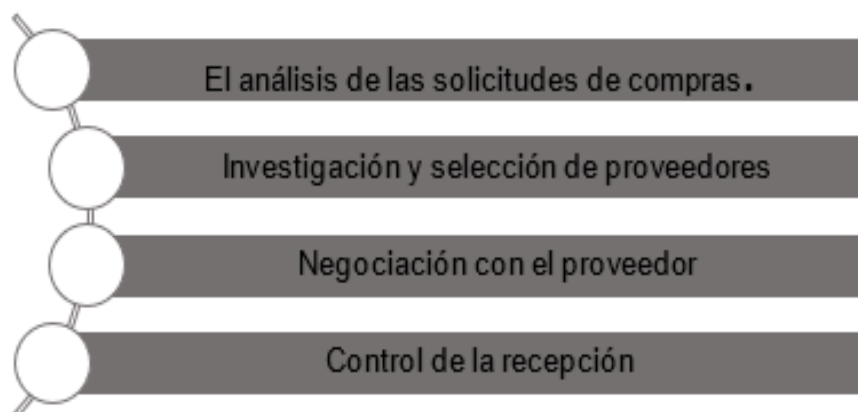 El análisis de las solicitudes de compras.
Investigación y selección de proveedores
Negociación con el proveedor
Control de la recepción